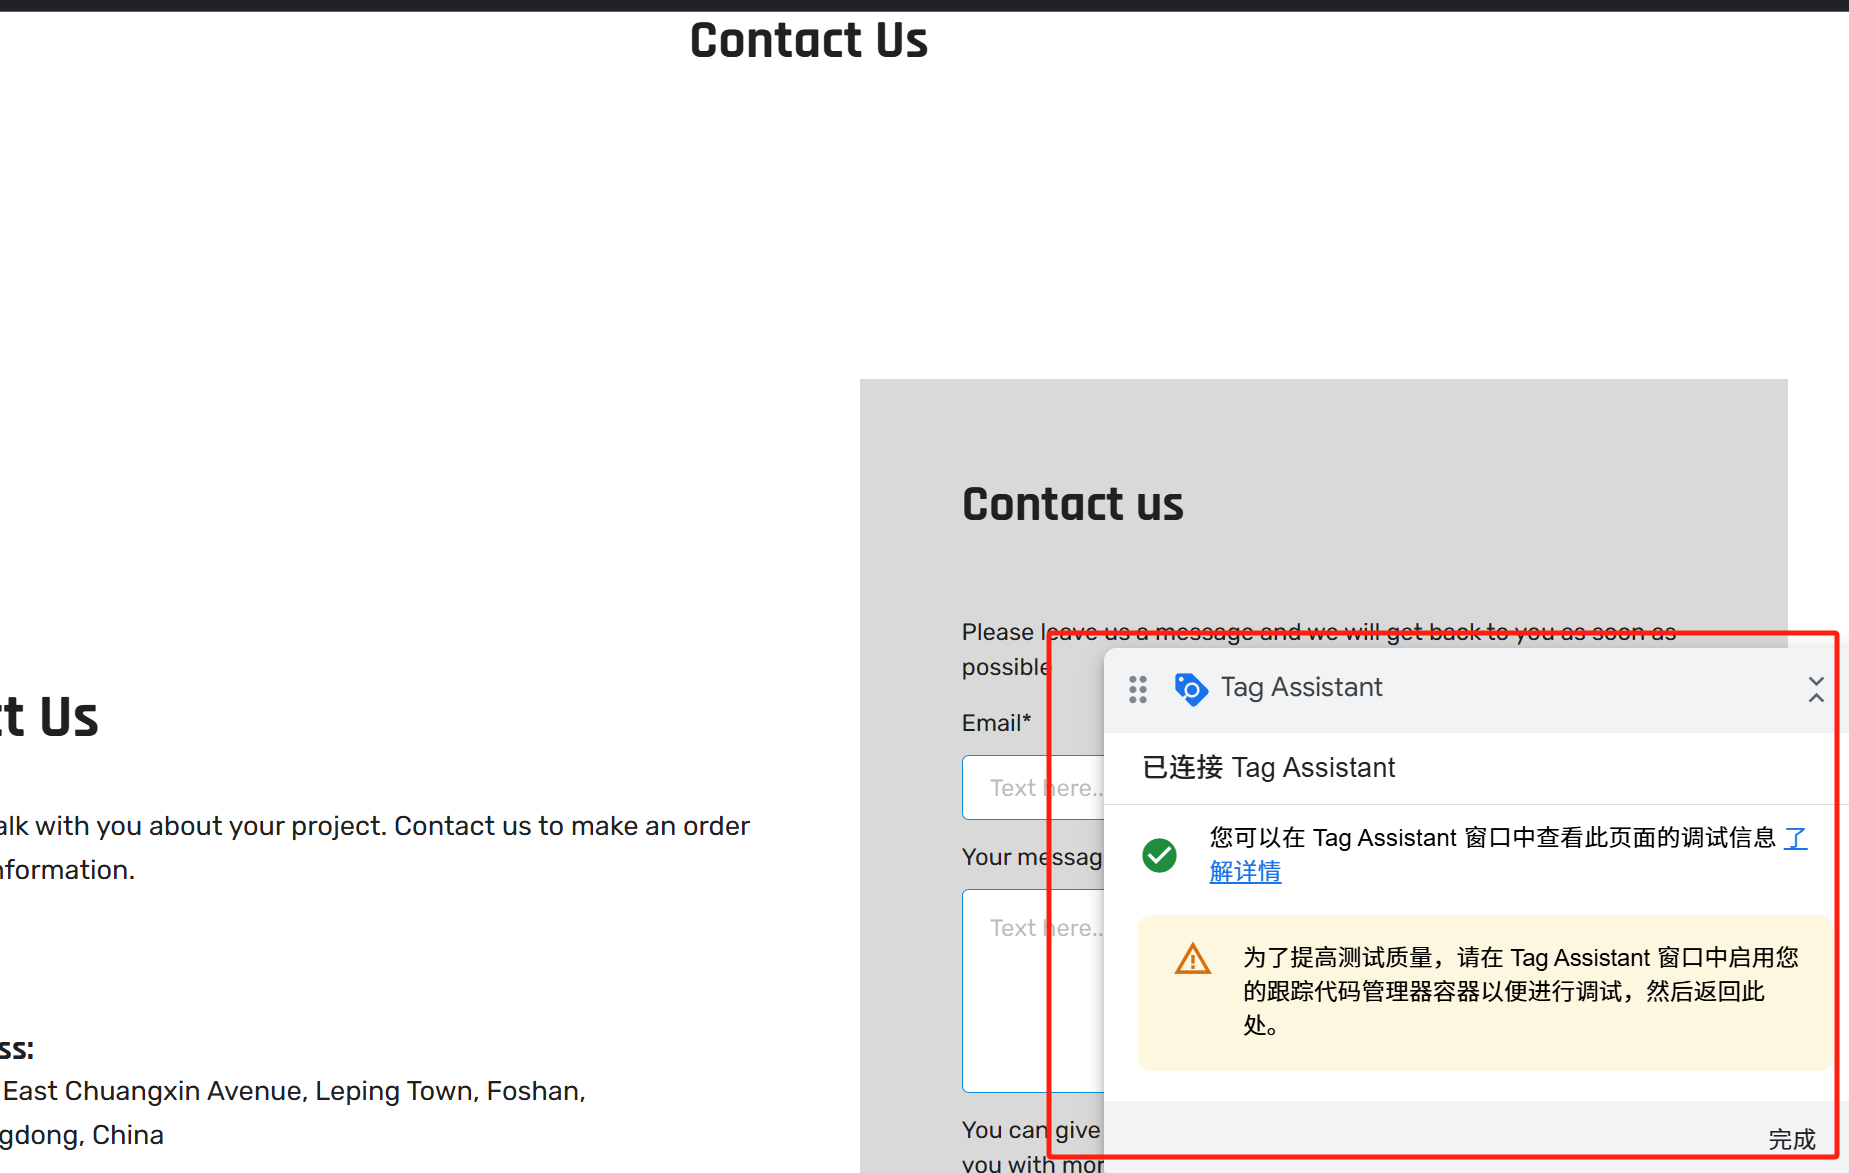 Contact Us
Contact us
Please leave us a message and we will get back to you as soon as
possible
Email*
Text here..
Your messag
Text here..
You can give
you with mor
ct Us
alk with you about your project. Contact us to make an order
nformation.
ss:
East Chuangxin Avenue, Leping Town, Foshan,
gdong, China
Tag Assistant
已连接 Tag Assistant
您可以在 Tag Assistant 窗口中查看此页面的调试信息 了
解详情
为了提高测试质量，请在 Tag Assistant 窗口中启用您
的跟踪代码管理器容器以便进行调试，然后返回此
处。
完成